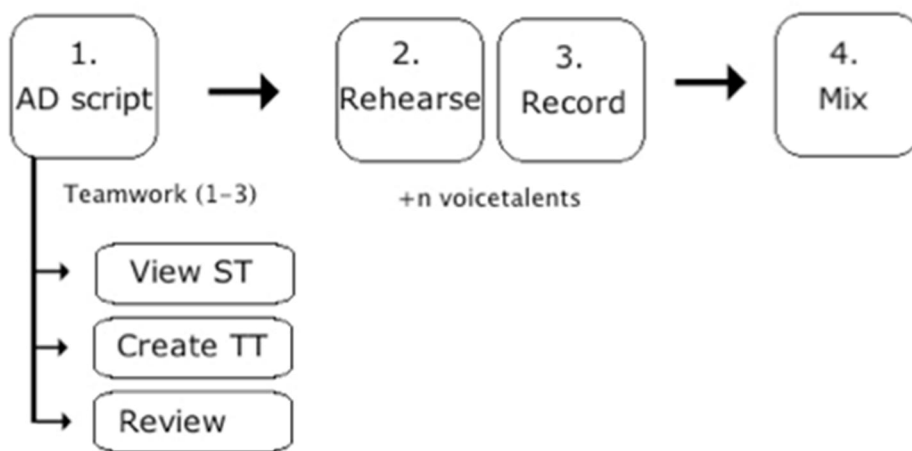 1.
AD script
2.
Rehearse
3.
Record
4.
Mix
Teamwork (1–3)
+n voicetalents
View ST
Create TT
Review